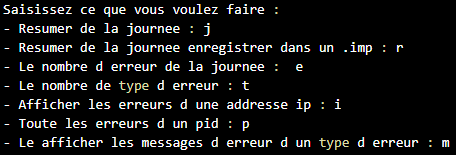 Saisissez ce que vous voulez faire :
- Resumer de la journee : j
- Resumer de la journee enregistrer dans un .imp : r
- Le nombre d erreur de la journee :  e
- Le nombre de type d erreur : t
- Afficher les erreurs d une addresse ip : i
- Toute les erreurs d un pid : p
- Le afficher les messages d erreur d un type d erreur : m